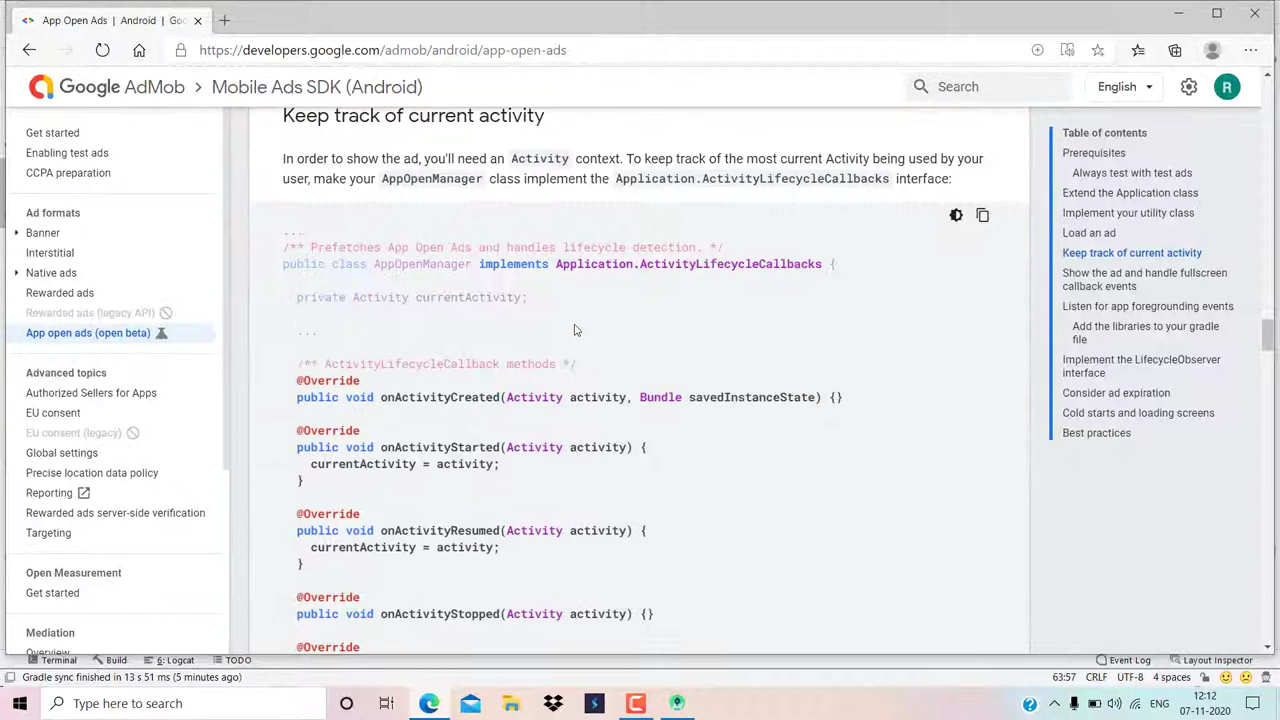 App Open Ads | Android | Goo
https://developers.google.com/admob/android/app-open-ads
Google AdMob > Mobile Ads SDK (Android)
Search
English
R
Get started
Enabling test ads
CCPA preparation
Ad formats
Banner
Interstitial
Native ads
Rewarded ads
Rewarded ads (legacy API)
App open ads (open beta)
Advanced topics
Authorized Sellers for Apps
EU consent
EU consent (legacy)
Global settings
Precise location data policy
Reporting
Rewarded ads server-side verification
Targeting
Open Measurement
Get started
Mediation
Overview
Keep track of current activity
In order to show the ad, you'll need an Activity context. To keep track of the most current Activity being used by your
user, make your AppOpenManager class implement the Application.ActivityLifecycleCallbacks interface:
...
/** Prefetches App Open Ads and handles lifecycle detection. */
public class AppOpenManager implements Application.ActivityLifecycleCallbacks {
private Activity currentActivity;
...
/** ActivityLifecycleCallback methods */
@Override
public void onActivityCreated(Activity activity, Bundle savedInstanceState) {}
@Override
public void onActivityStarted(Activity activity) {
currentActivity = activity;
}
@Override
public void onActivityResumed(Activity activity) {
currentActivity = activity;
}
@Override
public void onActivityStopped(Activity activity) {}
@Override
Table of contents
Prerequisites
Always test with test ads
Extend the Application class
Implement your utility class
Load an ad
Keep track of current activity
Show the ad and handle fullscreen
callback events
Listen for app foregrounding events
Add the libraries to your gradle
file
Implement the LifecycleObserver
interface
Consider ad expiration
Cold starts and loading screens
Best practices
Terminal Build 6: Logcat TODO Event Log Layout Inspector
Gradle sync finished in 13 s 51 ms (5 minutes ago) 63:57 CRLF UTF-8 4 spaces
Type here to search
ENG
12:12
07-11-2020